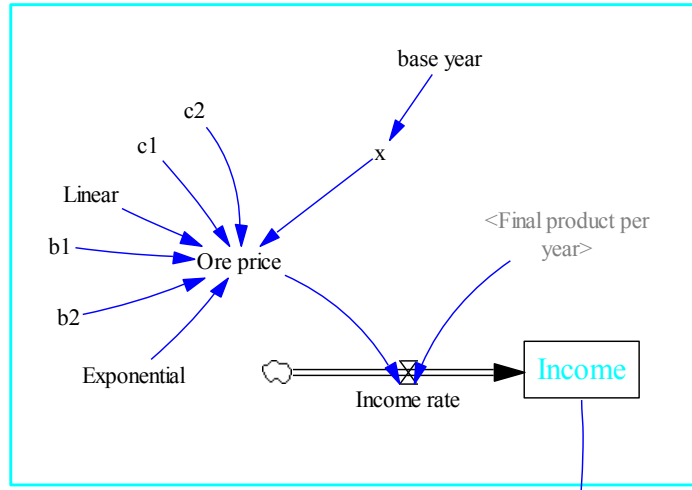 base year
c2
c1
x
Linear
<Final product per
year>
b1
Ore price
b2
Exponential
Income
Income rate